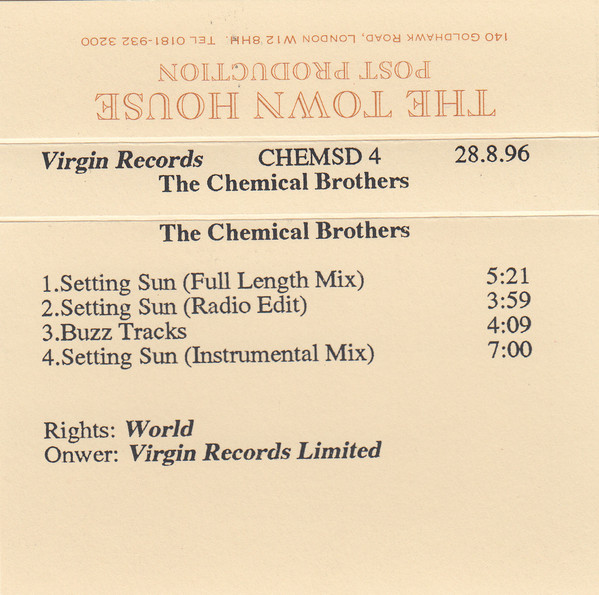 THE TOWN HOUSE
POST PRODUCTION
140 GOLDHAWK ROAD, LONDON W12 8HH TEL 0181-932 3200
Virgin Records CHEMSD 4 28.8.96
The Chemical Brothers
The Chemical Brothers
1.Setting Sun (Full Length Mix) 5:21
2.Setting Sun (Radio Edit) 3:59
3.Buzz Tracks 4:09
4.Setting Sun (Instrumental Mix) 7:00
Rights: World
Onwer: Virgin Records Limited